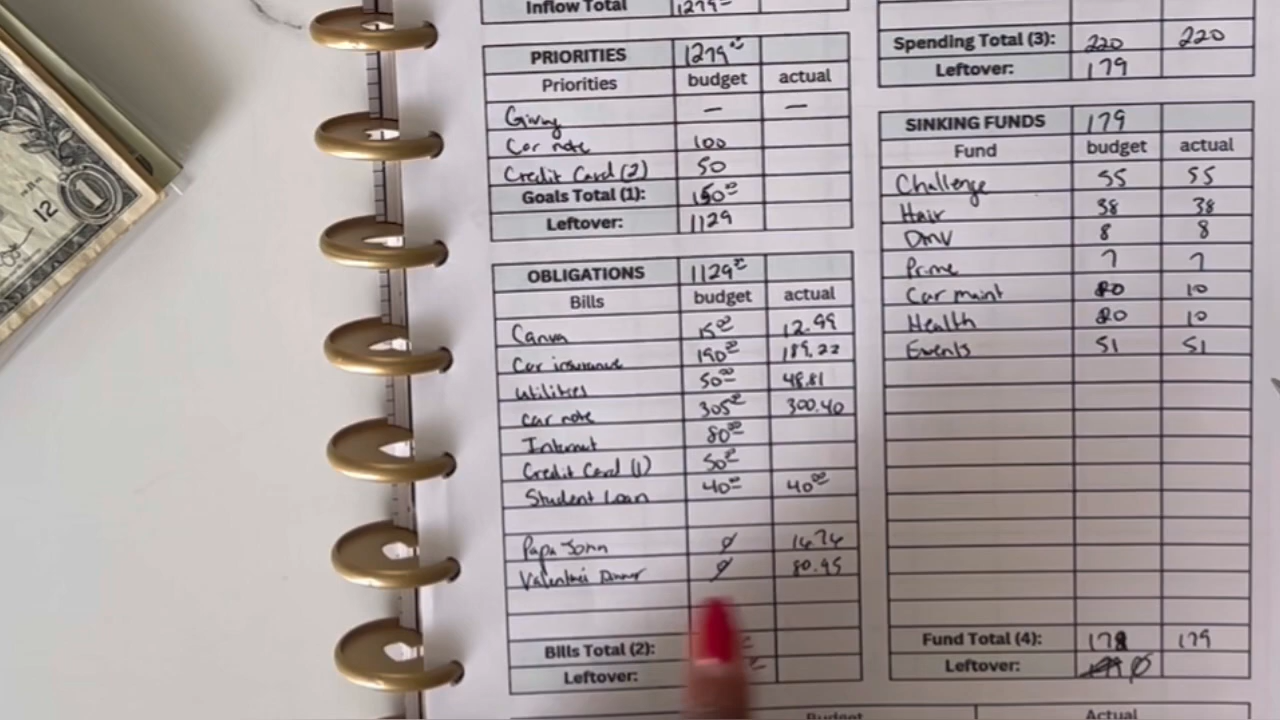 Inflow Total 1279
PRIORITIES 1279
Priorities budget actual
Giving — —
Car note 100
Credit Card (2) 50
Goals Total (1): 150
Leftover: 1129
OBLIGATIONS 1129
Bills budget actual
Canva 15 12.99
Car insurance 190 189.22
Utilities 50 48.81
Car note 305 300.40
Internet 80
Credit Card (1) 50
Student Loan 40 40
Papa John
Valentines Dinner 80.95
Bills Total (2):
Leftover:
Spending Total (3): 220 220
Leftover: 179
SINKING FUNDS 179
Fund budget actual
Challenge 55 55
Hair 38 38
DMV 8 8
Prime 7 7
Car maint 10
Health 10
Events 51 51
Fund Total (4): 179
Leftover:
Budget Actual
12
1